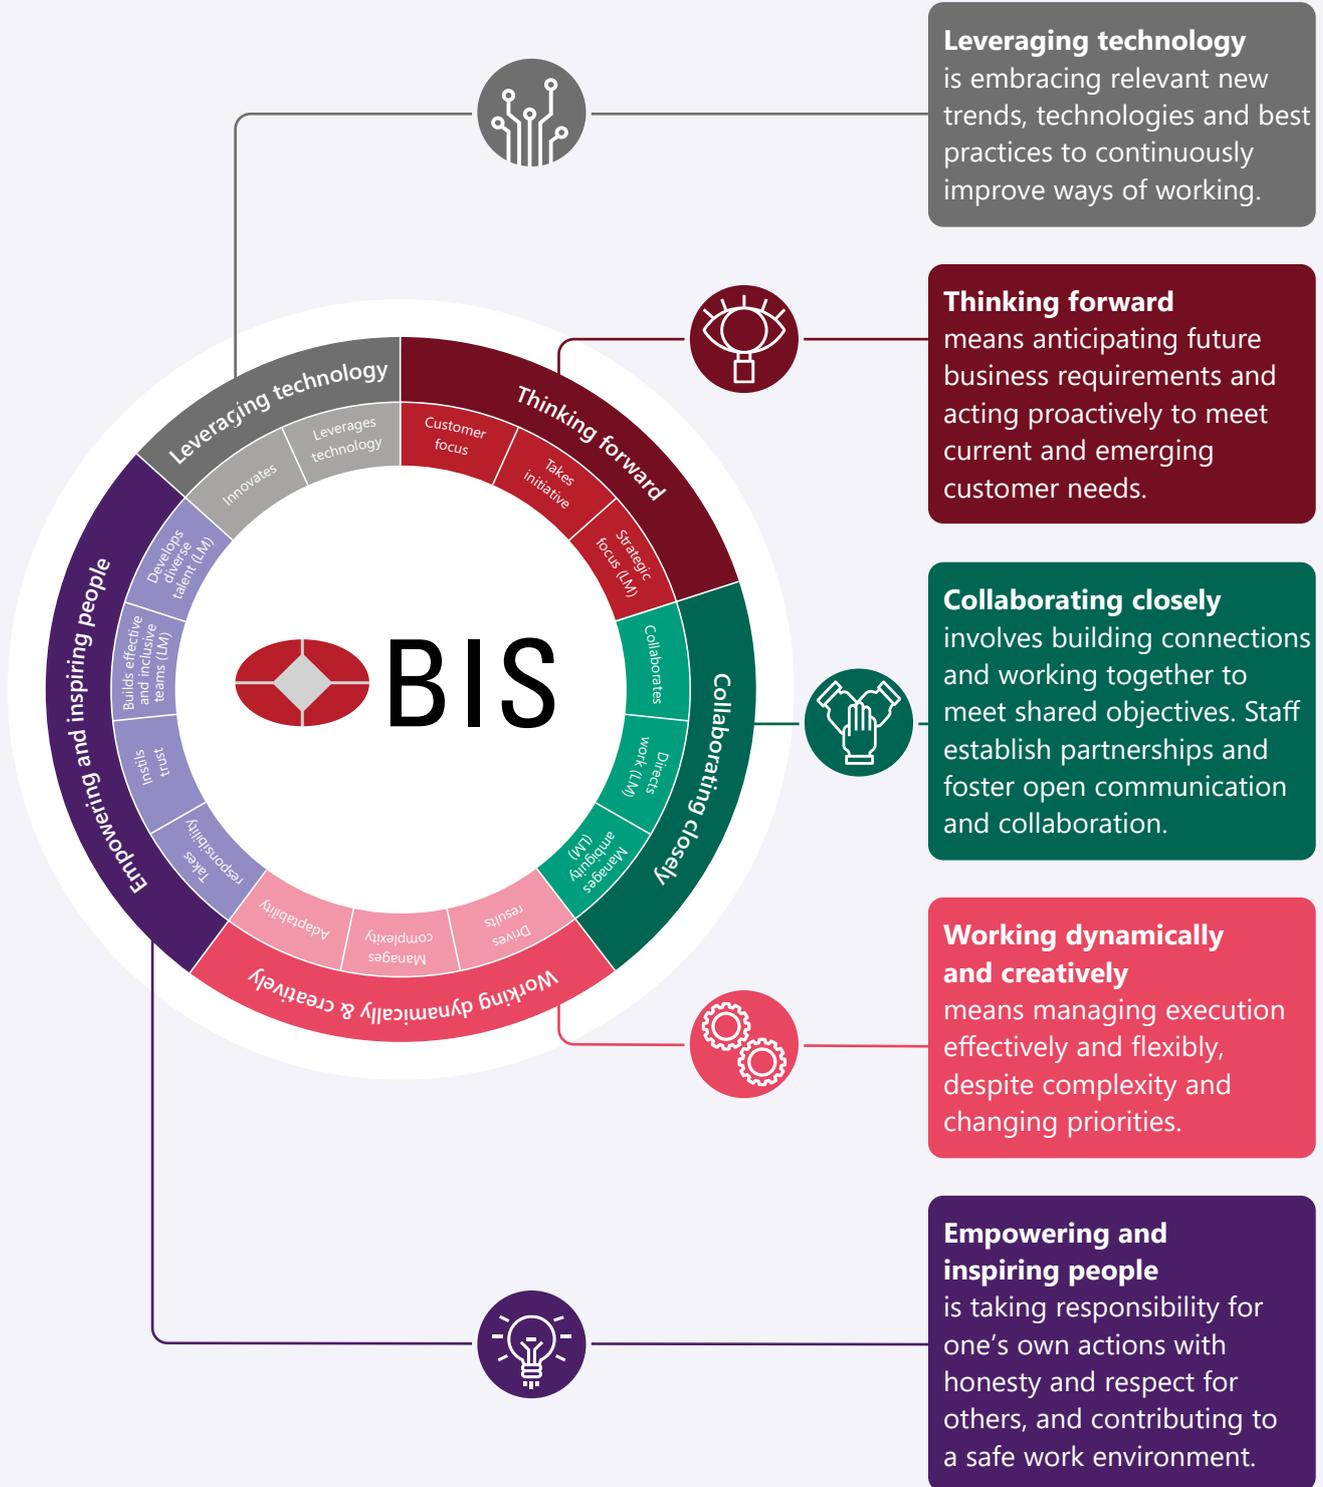 Leveraging technology
is embracing relevant new
trends, technologies and best
practices to continuously
improve ways of working.
Thinking forward
means anticipating future
business requirements and
acting proactively to meet
current and emerging
customer needs.
Collaborating closely
involves building connections
and working together to
meet shared objectives. Staff
establish partnerships and
foster open communication
and collaboration.
Working dynamically
and creatively
means managing execution
effectively and flexibly,
despite complexity and
changing priorities.
Empowering and
inspiring people
is taking responsibility for
one’s own actions with
honesty and respect for
others, and contributing to
a safe work environment.
Leveraging technology
Innovates
Leverages
technology
Thinking forward
Customer
focus
Takes
initiative
Strategic
focus (LM)
Collaborating closely
Collaborates
Directs
work (LM)
Manages
ambiguity
(LM)
Working dynamically & creatively
Drives
results
Manages
complexity
Adaptability
Empowering and inspiring people
Takes
responsibility
Instils
trust
Builds effective
and inclusive
teams (LM)
Develops
diverse
talent (LM)
BIS